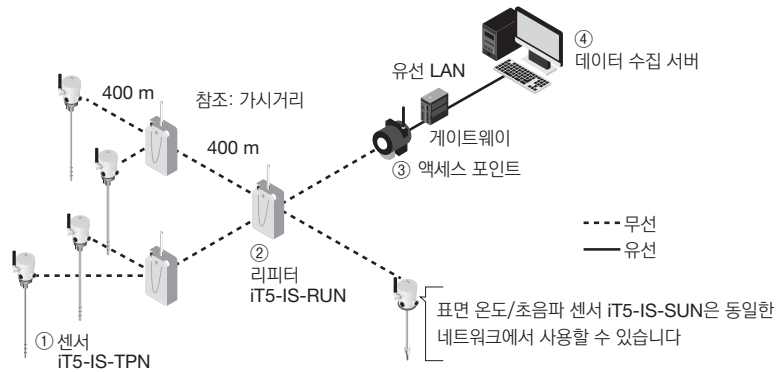 ④
데이터 수집 서버
유선 LAN
400 m
참조: 가시거리
400 m
게이트웨이
③ 액세스 포인트
무선
유선
②
리피터
iT5-IS-RUN
표면 온도/초음파 센서 iT5-IS-SUN은 동일한
네트워크에서 사용할 수 있습니다
① 센서
iT5-IS-TPN